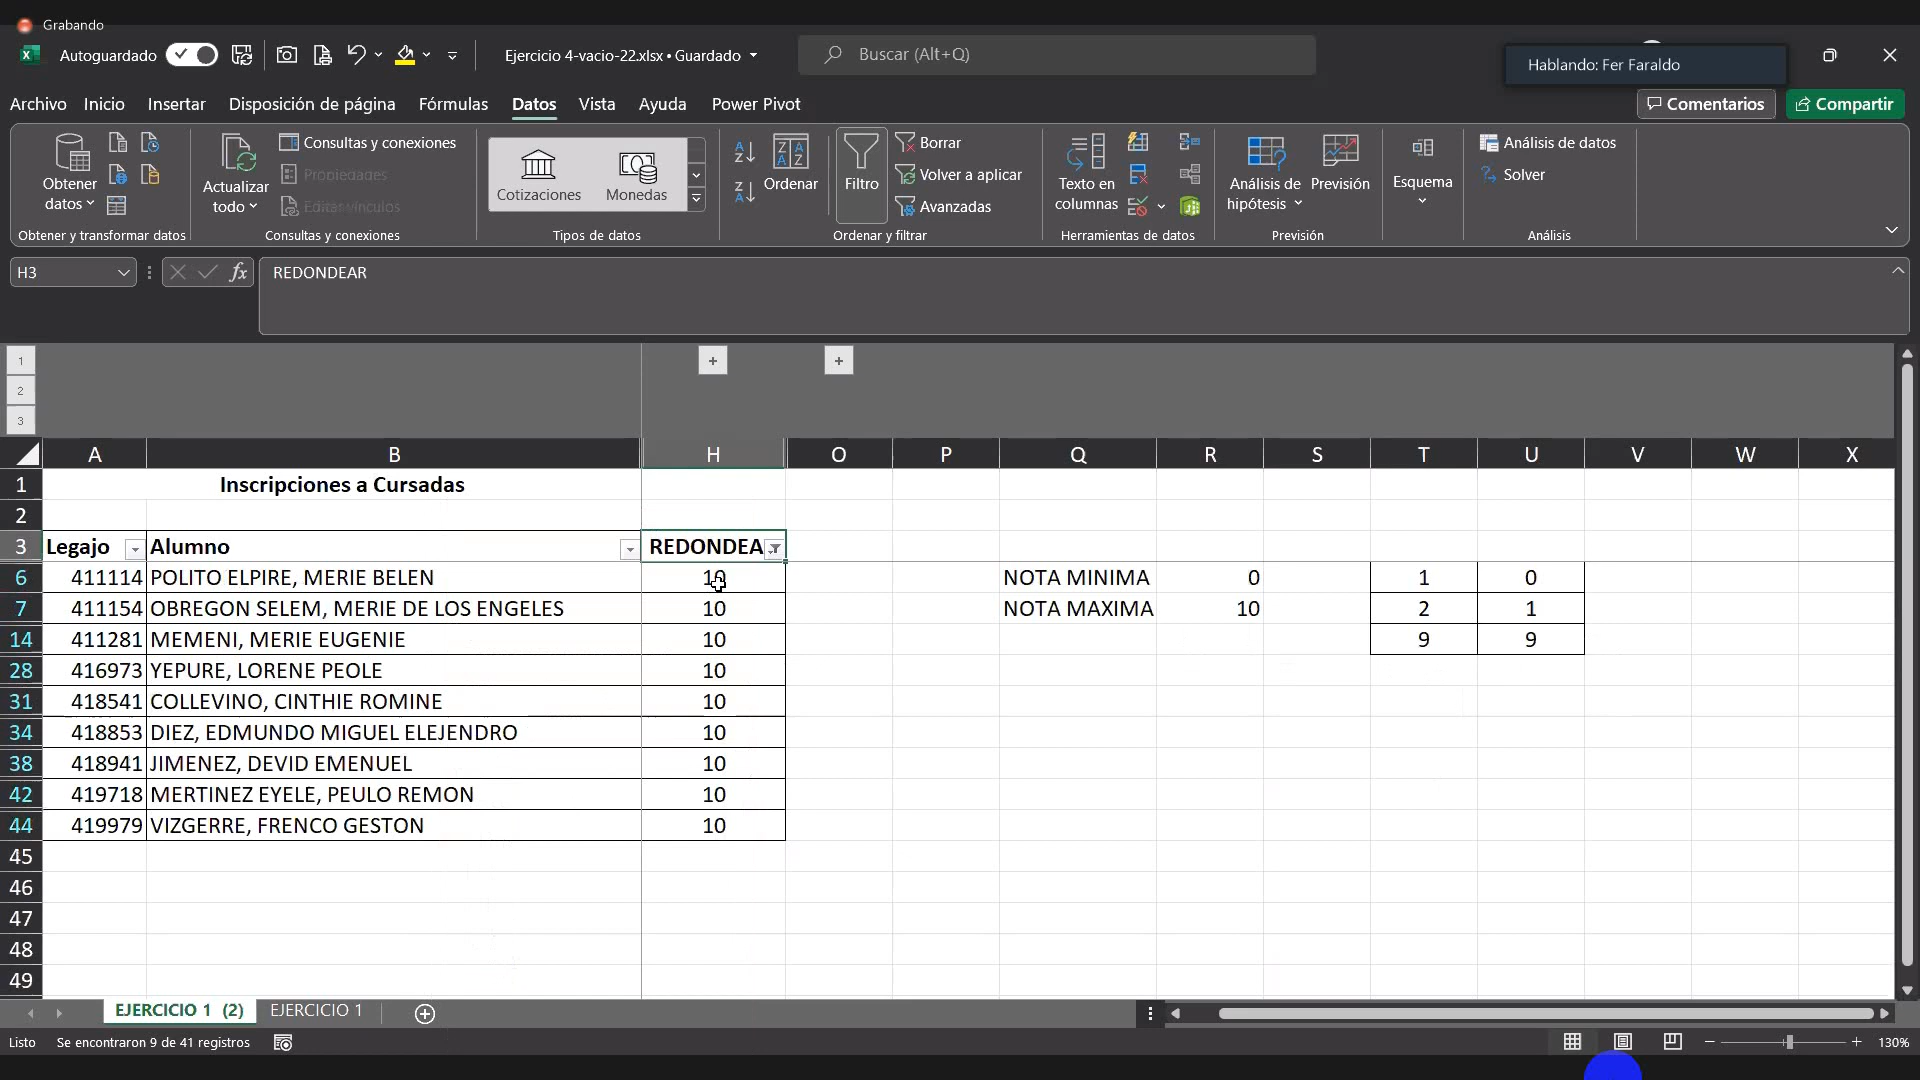 Grabando
Autoguardado
Ejercicio 4-vacio-22.xlsx • Guardado
Buscar (Alt+Q)
Hablando: Fer Faraldo
Archivo Inicio Insertar Disposición de página Fórmulas Datos Vista Ayuda Power Pivot
Comentarios Compartir
Obtener datos
Actualizar todo
Consultas y conexiones
Propiedades
Editar vínculos
Cotizaciones Monedas
Ordenar
Filtro
Borrar
Volver a aplicar
Avanzadas
Texto en columnas
Análisis de hipótesis
Previsión
Esquema
Análisis de datos
Solver
Obtener y transformar datos Consultas y conexiones Tipos de datos Ordenar y filtrar Herramientas de datos Previsión Análisis
H3 fx REDONDEAR
1
2
3
+ +
A B H O P Q R S T U V W X
1 Inscripciones a Cursadas
2
3 Legajo Alumno REDONDEA
6 411114 POLITO ELPIRE, MERIE BELEN 10 NOTA MINIMA 0 1 0
7 411154 OBREGON SELEM, MERIE DE LOS ENGELES 10 NOTA MAXIMA 10 2 1
14 411281 MEMENI, MERIE EUGENIE 10 9 9
28 416973 YEPURE, LORENE PEOLE 10
31 418541 COLLEVINO, CINTHIE ROMINE 10
34 418853 DIEZ, EDMUNDO MIGUEL ELEJENDRO 10
38 418941 JIMENEZ, DEVID EMENUEL 10
42 419718 MERTINEZ EYELE, PEULO REMON 10
44 419979 VIZGERRE, FRENCO GESTON 10
45
46
47
48
49
EJERCICIO 1 (2) EJERCICIO 1
Listo Se encontraron 9 de 41 registros 130%